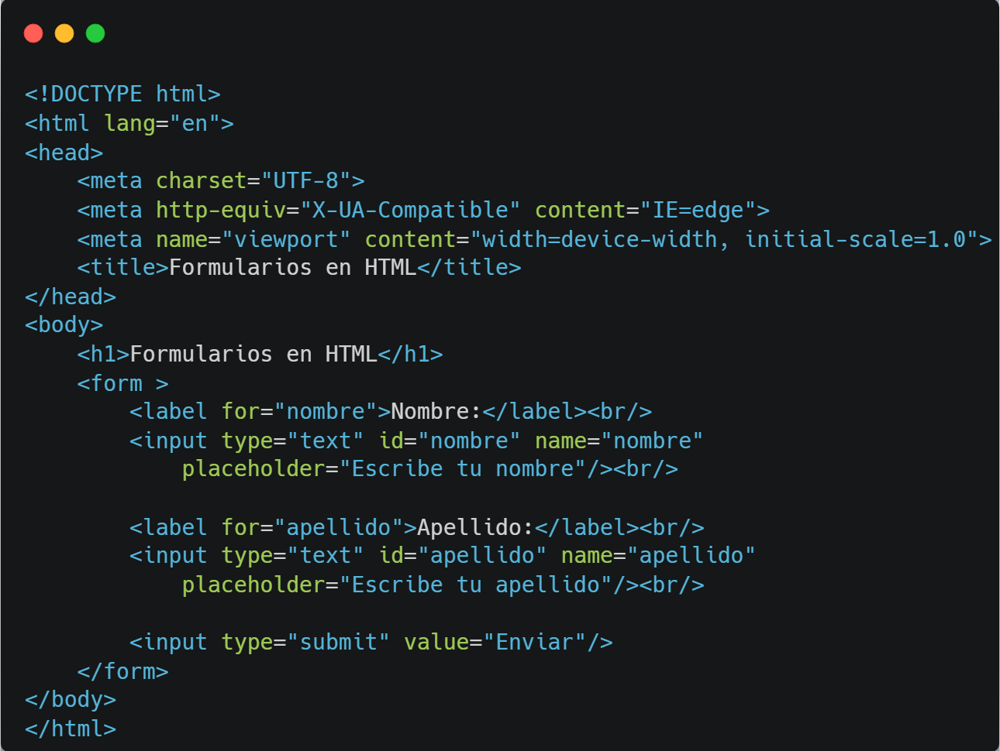 <!DOCTYPE html>
<html lang="en">
<head>
    <meta charset="UTF-8">
    <meta http-equiv="X-UA-Compatible" content="IE=edge">
    <meta name="viewport" content="width=device-width, initial-scale=1.0">
    <title>Formularios en HTML</title>
</head>
<body>
    <h1>Formularios en HTML</h1>
    <form >
        <label for="nombre">Nombre:</label><br/>
        <input type="text" id="nombre" name="nombre"
            placeholder="Escribe tu nombre"/><br/>

        <label for="apellido">Apellido:</label><br/>
        <input type="text" id="apellido" name="apellido"
            placeholder="Escribe tu apellido"/><br/>

        <input type="submit" value="Enviar"/>
    </form>
</body>
</html>